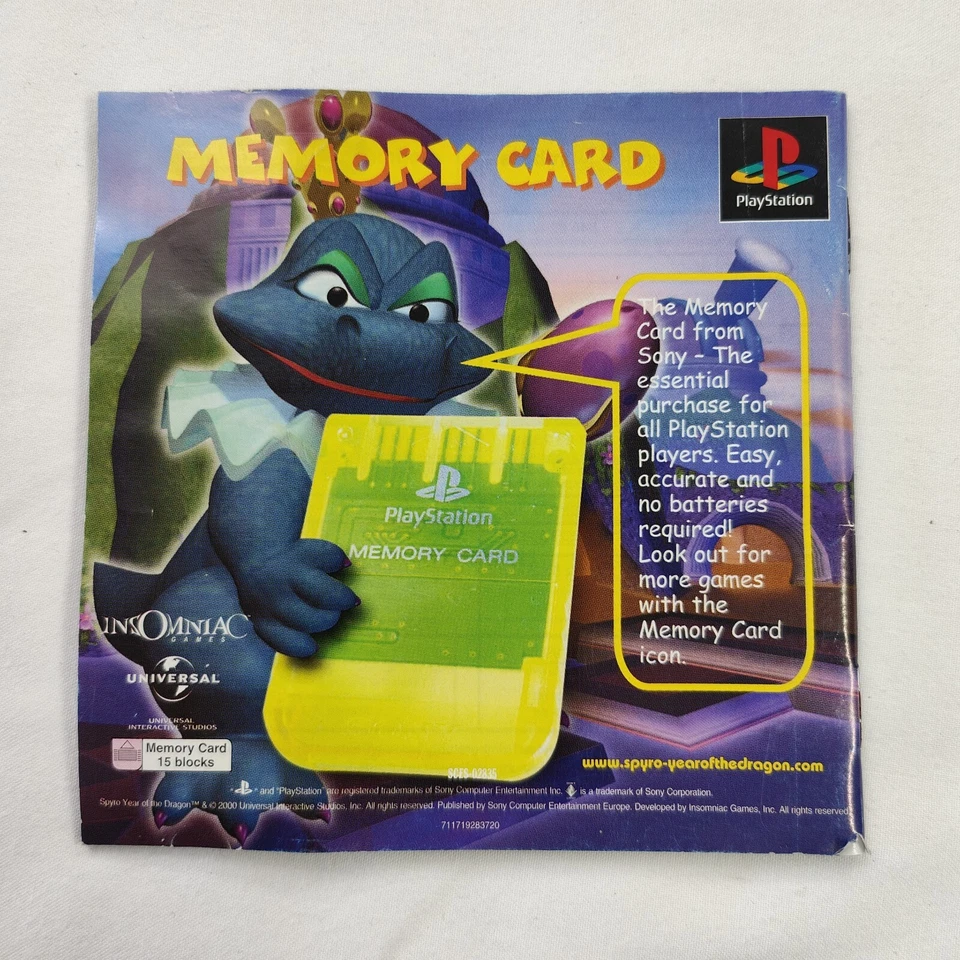 MEMORY CARD
PlayStation
The Memory
Card from
Sony – The
essential
purchase for
all PlayStation
players. Easy,
accurate and
no batteries
required!
Look out for
more games
with the
Memory Card
icon.
PlayStation
MEMORY CARD
INSOMNIAC™
GAMES
UNIVERSAL
UNIVERSAL
INTERACTIVE STUDIOS
Memory Card
15 blocks
www.spyro-yearofthedragon.com
SCES-02835
" " and "PlayStation" are registered trademarks of Sony Computer Entertainment Inc. " " is a trademark of Sony Corporation.
Spyro Year of the Dragon™ & © 2000 Universal Interactive Studios, Inc. All rights reserved. Published by Sony Computer Entertainment Europe. Developed by Insomniac Games, Inc. All rights reserved.
711719283720